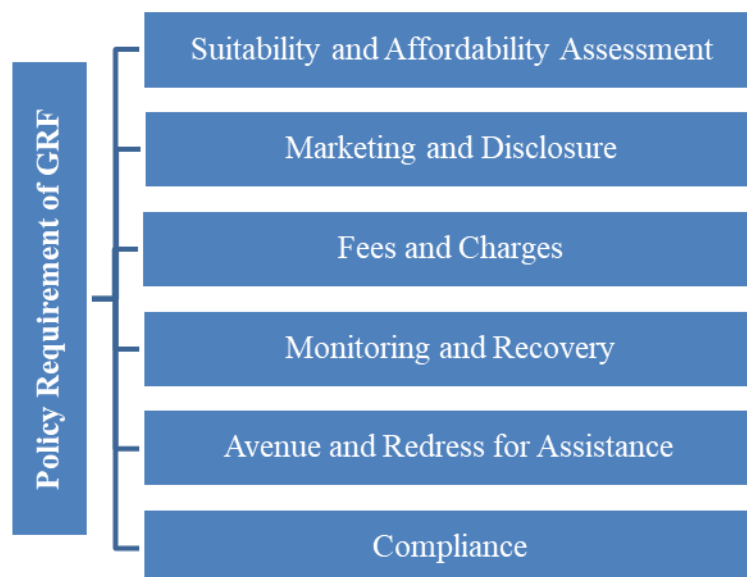 Policy Requirement of GRF
Suitability and Affordability Assessment
Marketing and Disclosure
Fees and Charges
Monitoring and Recovery
Avenue and Redress for Assistance
Compliance